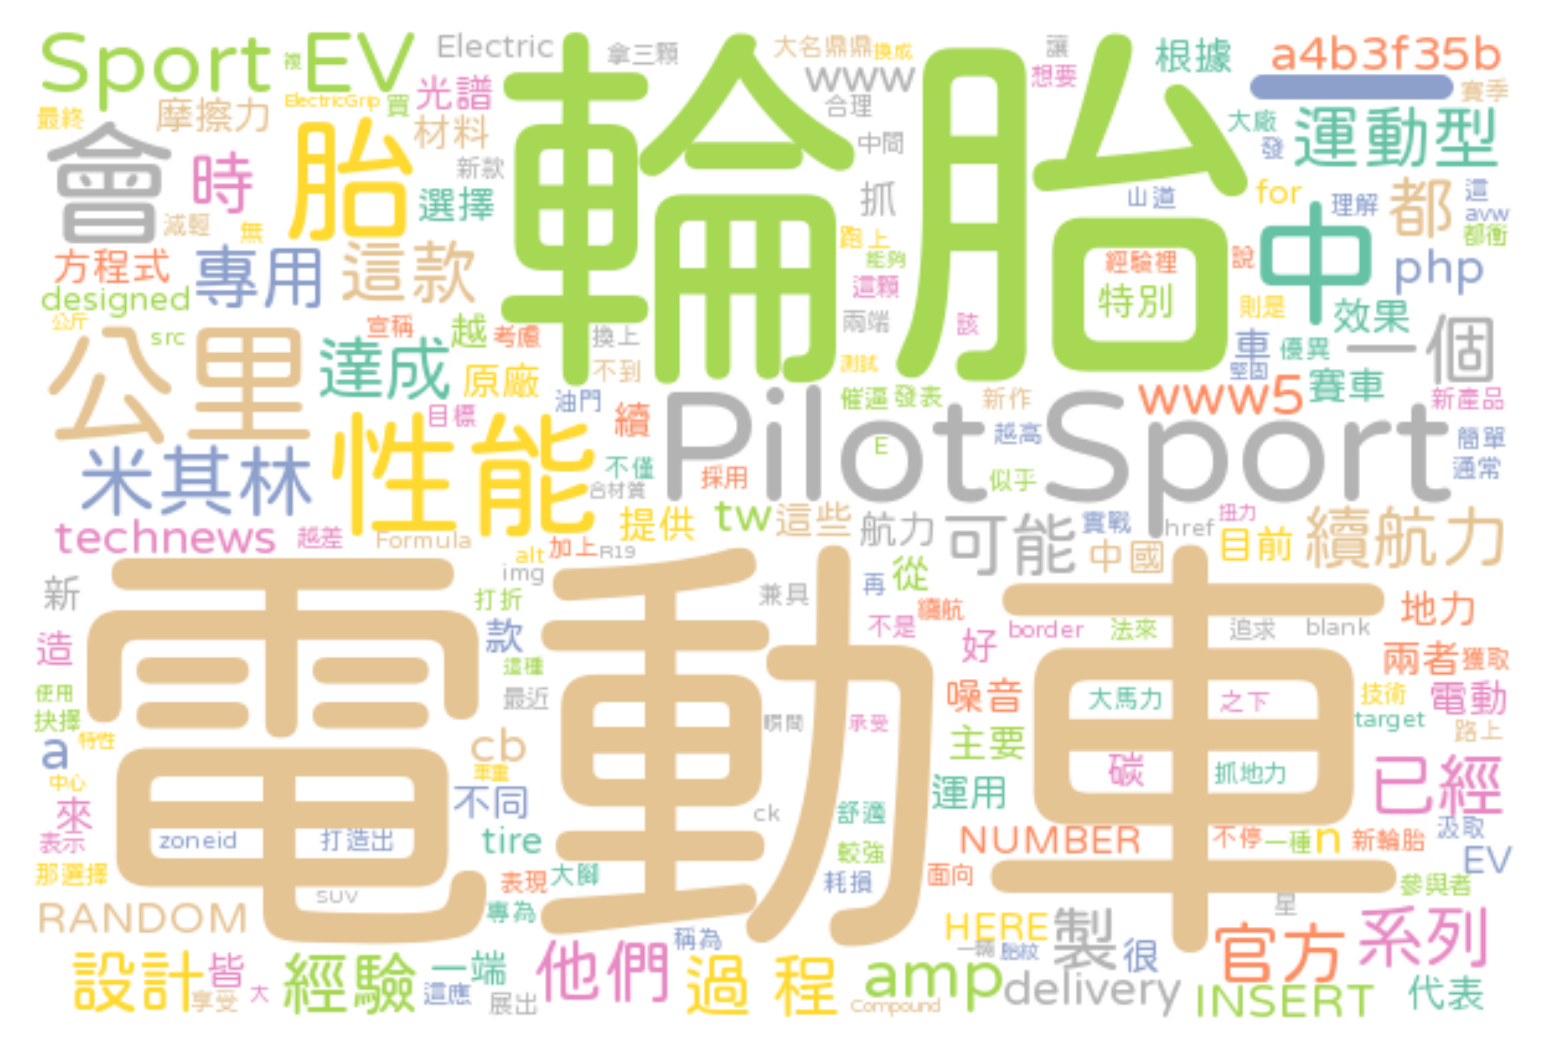 Sport EV
複
Electric
拿三顆
大名鼎鼎
換成
讓
根據
a4b3f35b
最終
摩擦力
ElectricGrip
買
光譜
材料
www
合理
想要
賽季
大廠
運動型
會
時
胎
新款
選擇
輪胎
中間
抓
發
山道
for
理解
都
這
avw
都衝
減輕
無
方程式
專用
這款
跑上
能夠
這顆
經驗裡
說
中
php
designed
特別
則是
效果
公斤
src
宣稱
越
考慮
換上
兩端
該
車
優異
一個
堅固
公里
達成
原廠
不到
測試
賽車
目標
油門
續
催逼
發表
新作
www5
新產品
米其林
性能
Pilot Sport
越高
E
簡單
不僅
合材質
採用
似乎
通常
technews
越差
Formula
提供
tw
這些
航力
可能
實戰
href
扭力
中國
目前
續航力
alt
加上
R19
img
新
打折
兼具
再
從
續航
地力
電動車
造
款
這種
不是
好
border
法來
追求
blank
兩者
獲取
使用
抉擇
最近
瞬間
承受
噪音
大馬力
之下
技術
電動
target
路上
a
特性
cb
主要
碳
抓地力
已經
中心
車重
不同
運用
來
ck
舒適
表示
zoneid
打造出
tire
NUMBER
不停
一種
n
新輪胎
汲取
EV
較強
那選擇
表現
大腳
耗損
面向
參與者
SUV
RANDOM
專為
稱為
HERE
一輛
胎紋
製
很
星
官方
系列
設計
皆
享受
大
經驗
一端
這應
展出
他們
過程
amp
Compound
delivery
INSERT
代表